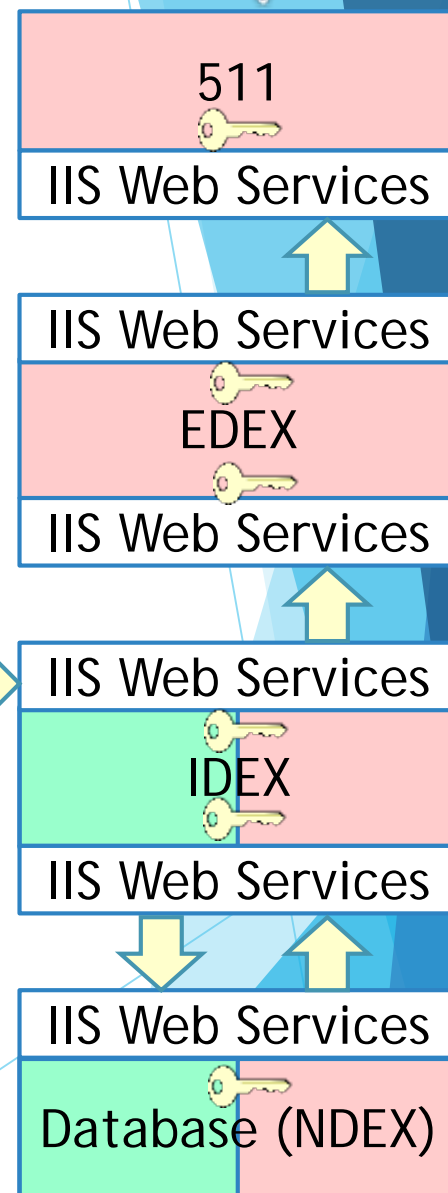 511
IIS Web Services
IIS Web Services
EDEX
IIS Web Services
IIS Web Services
IDEX
IIS Web Services
IIS Web Services
Database (NDEX)